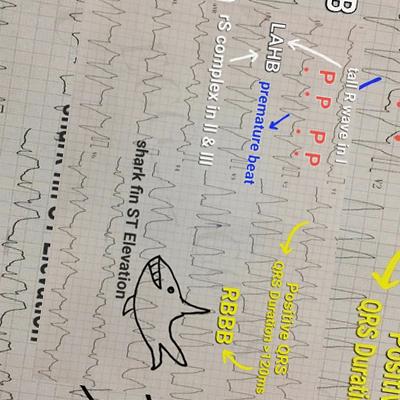 B
Positi
QRS Durati
V2
tall R wave in I
P P P P
Positive QRS
QRS Duration >120ms
LAHB
premature beat
RBBB
rS complex in II & III
shark fin ST Elevation